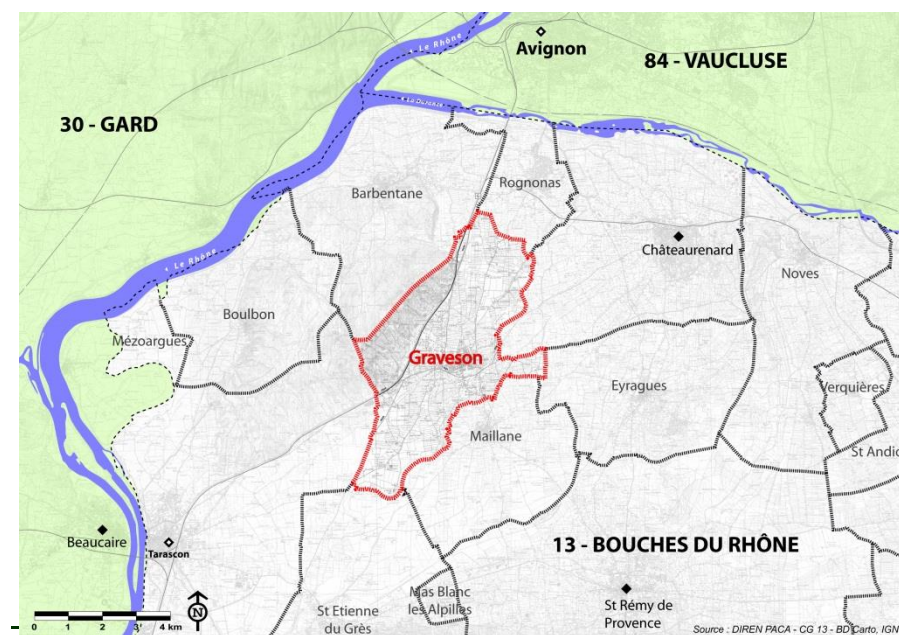 Le Rhône
Avignon
84 - VAUCLUSE
La Durance
30 - GARD
Rognonas
Barbentane
Châteaurenard
Noves
Le Rhône
Boulbon
Mézoargues
Graveson
Eyragues
Verquières
Maillane
St Andio
Beaucaire
Tarascon
13 - BOUCHES DU RHÔNE
Mas Blanc
les Alpilles
St Etienne
du Grès
St Rémy de
Provence
N
0 1 2 3 4 km
Source : DIREN PACA - CG 13 - BD Carto, IGN